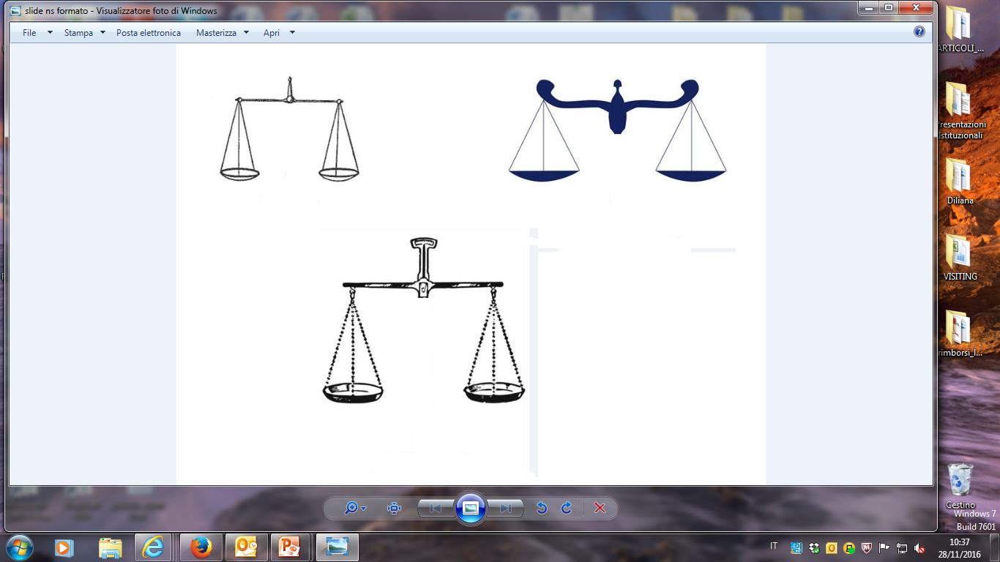 slide ns formato - Visualizzatore foto di Windows
File
Stampa
Posta elettronica
Masterizza
Apri
ARTICOLI_...
Presentazioni
Istituzionali
Diliana
VISITING
rimborsi_l...
Cestino
Windows 7
Build 7601
IT
10:37
28/11/2016